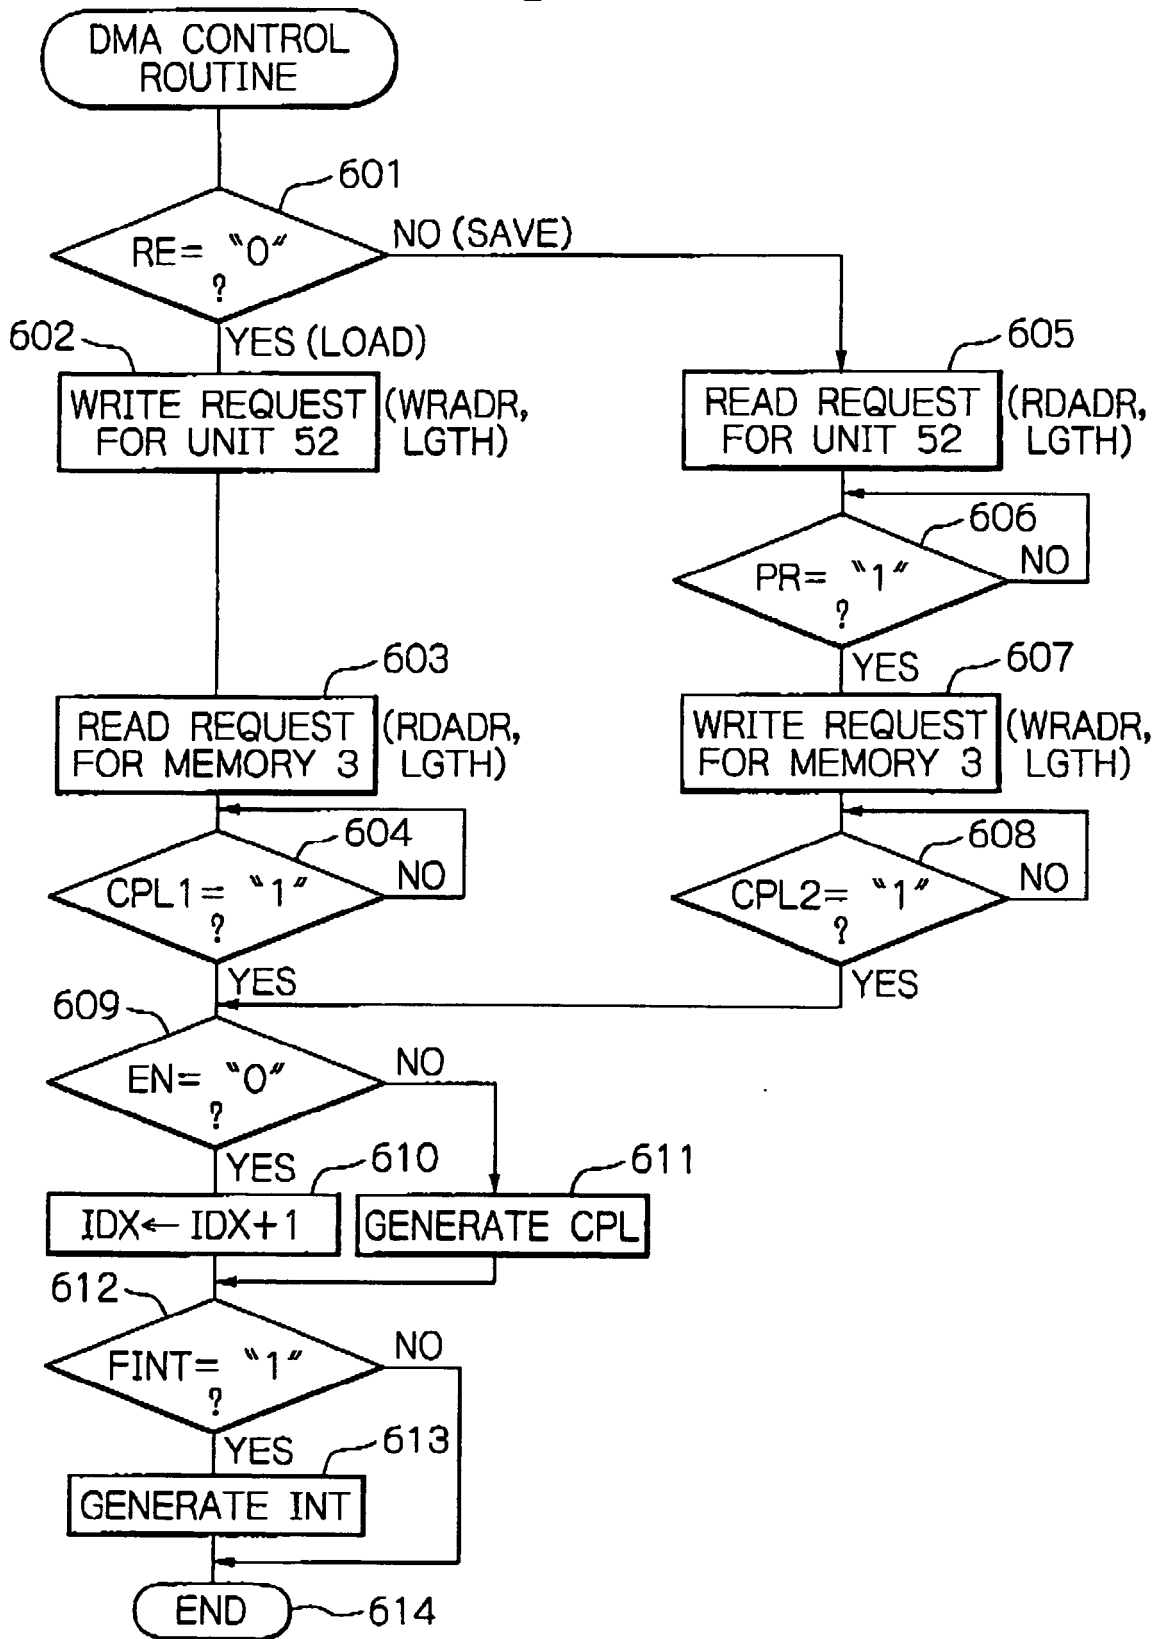 DMA CONTROL
ROUTINE
601
RE= "0"
?
NO (SAVE)
YES (LOAD)
602
WRITE REQUEST
FOR UNIT 52
(WRADR,
LGTH)
605
READ REQUEST
FOR UNIT 52
(RDADR,
LGTH)
606
PR= "1"
?
NO
YES
603
READ REQUEST
FOR MEMORY 3
(RDADR,
LGTH)
607
WRITE REQUEST
FOR MEMORY 3
(WRADR,
LGTH)
604
CPL1= "1"
?
NO
YES
608
CPL2= "1"
?
NO
YES
609
EN= "0"
?
NO
YES
610
IDX← IDX+1
611
GENERATE CPL
612
FINT= "1"
?
NO
YES
613
GENERATE INT
END
614